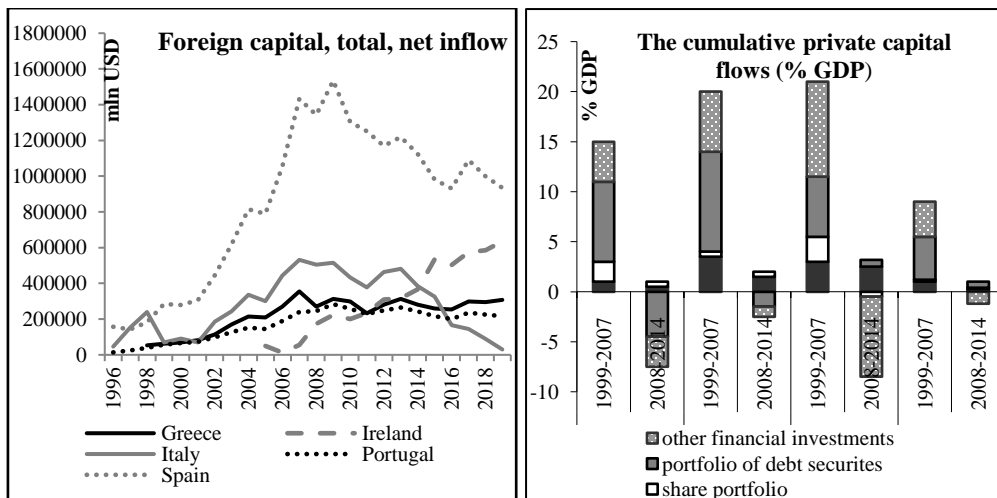 Foreign capital, total, net inflow
mln USD
1800000
1600000
1400000
1200000
1000000
800000
600000
400000
200000
0
1996
1998
2000
2002
2004
2006
2008
2010
2012
2014
2016
2018
Greece
Ireland
Italy
Portugal
Spain
The cumulative private capital
flows (% GDP)
% GDP
25
20
15
10
5
0
-5
-10
1999-2007
2008-2014
1999-2007
2008-2014
1999-2007
2008-2014
1999-2007
2008-2014
other financial investments
portfolio of debt securites
share portfolio